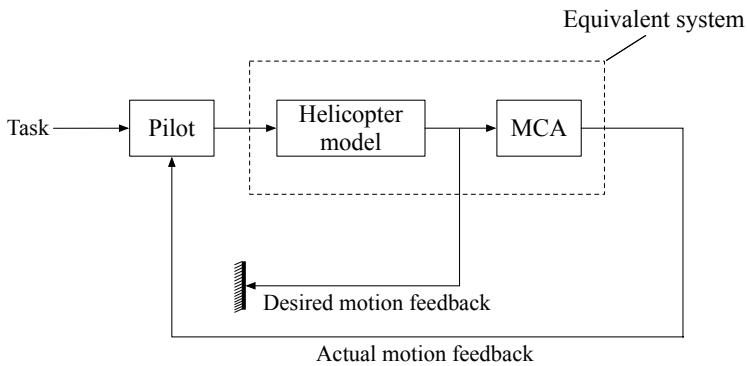 Equivalent system
Task
Pilot
Helicopter
model
MCA
Desired motion feedback
Actual motion feedback